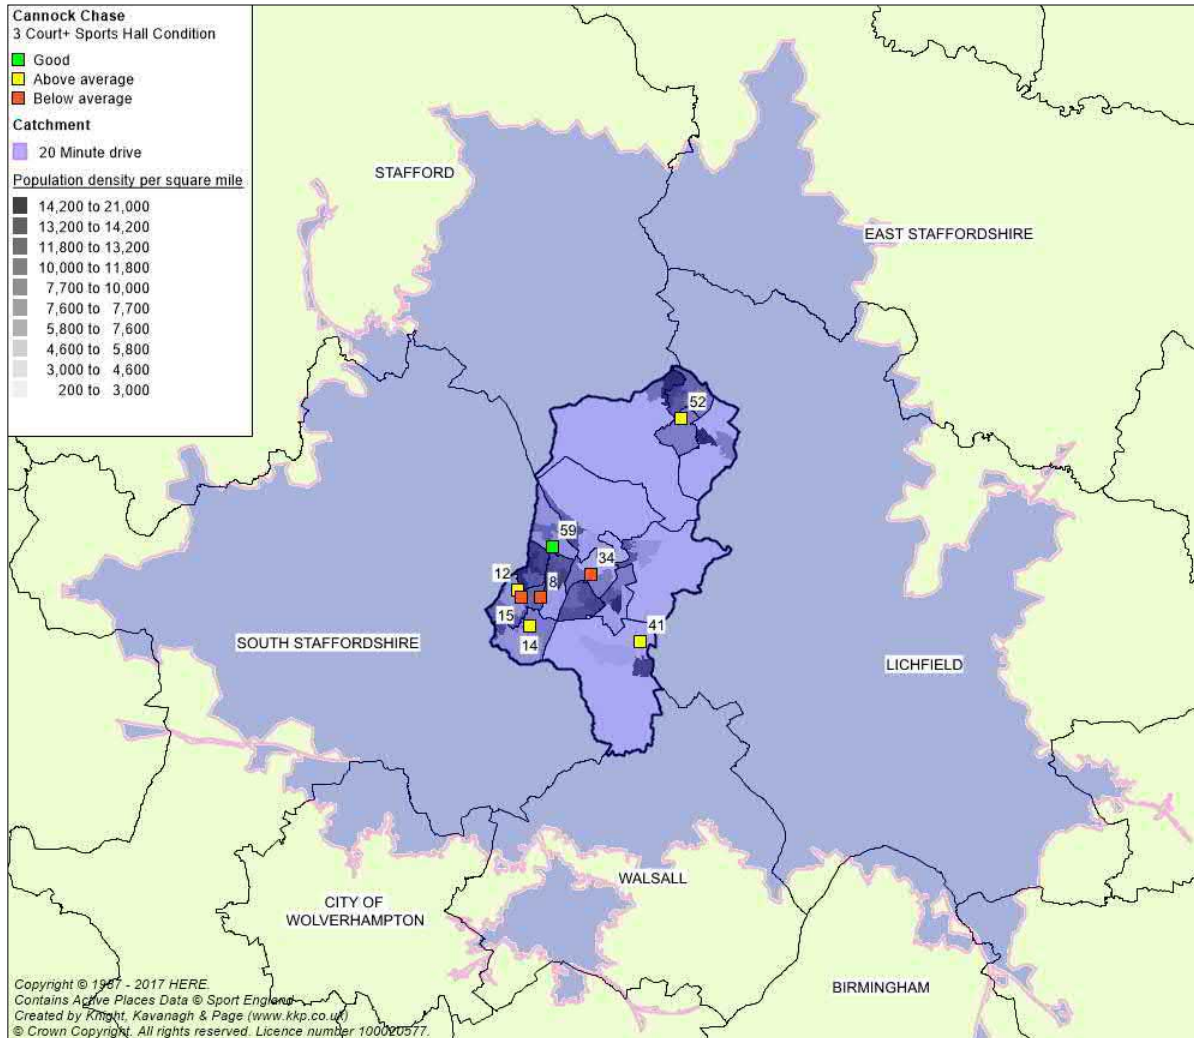 Cannock Chase
3 Court+ Sports Hall Condition
Good
Above average
Below average
Catchment
20 Minute drive
Population density per square mile
14,200 to 21,000
13,200 to 14,200
11,800 to 13,200
10,000 to 11,800
7,700 to 10,000
7,600 to 7,700
5,800 to 7,600
4,600 to 5,800
3,000 to 4,600
200 to 3,000
STAFFORD
EAST STAFFORDSHIRE
52
59
34
12
8
15
14
41
SOUTH STAFFORDSHIRE
LICHFIELD
WALSALL
CITY OF
WOLVERHAMPTON
BIRMINGHAM
Copyright © 1987 - 2017 HERE.
Contains Active Places Data © Sport England
Created by Knight, Kavanagh & Page (www.kkp.co.uk)
© Crown Copyright. All rights reserved. Licence number 100020577.